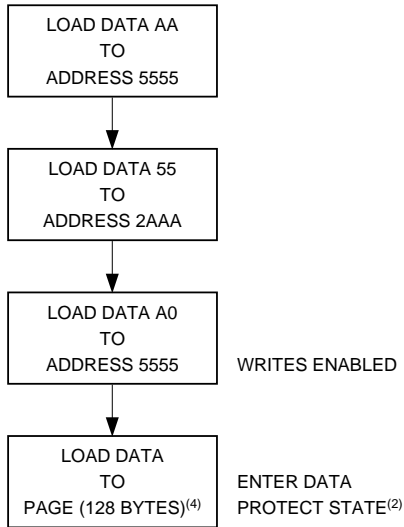 LOAD DATA AA
TO
ADDRESS 5555
LOAD DATA 55
TO
ADDRESS 2AAA
LOAD DATA A0
TO
ADDRESS 5555
WRITES ENABLED
LOAD DATA
TO
PAGE (128 BYTES)(4)
ENTER DATA
PROTECT STATE(2)